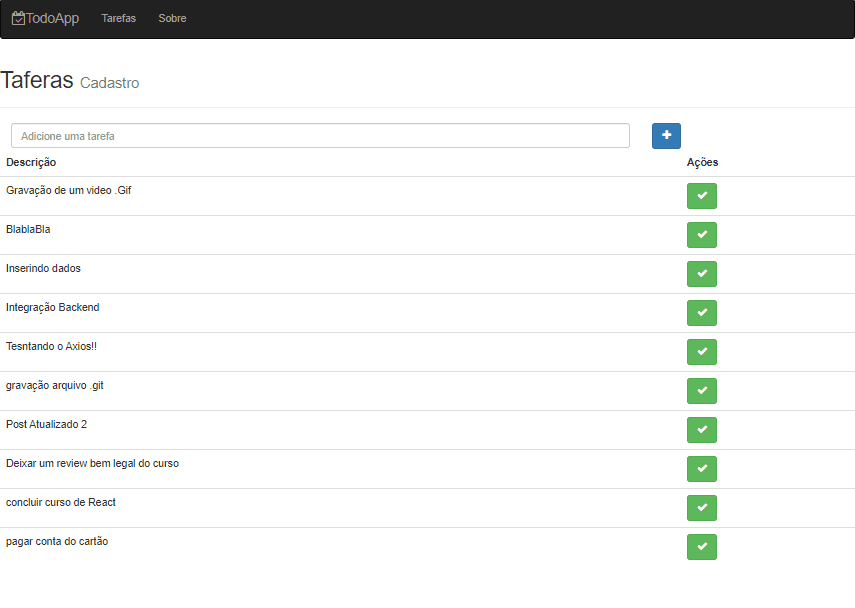 TodoApp Tarefas Sobre
Taferas Cadastro
Adicione uma tarefa
Descrição Ações
Gravação de um video .Gif
BlablaBla
Inserindo dados
Integração Backend
Tesntando o Axios!!
gravação arquivo .git
Post Atualizado 2
Deixar um review bem legal do curso
concluir curso de React
pagar conta do cartão